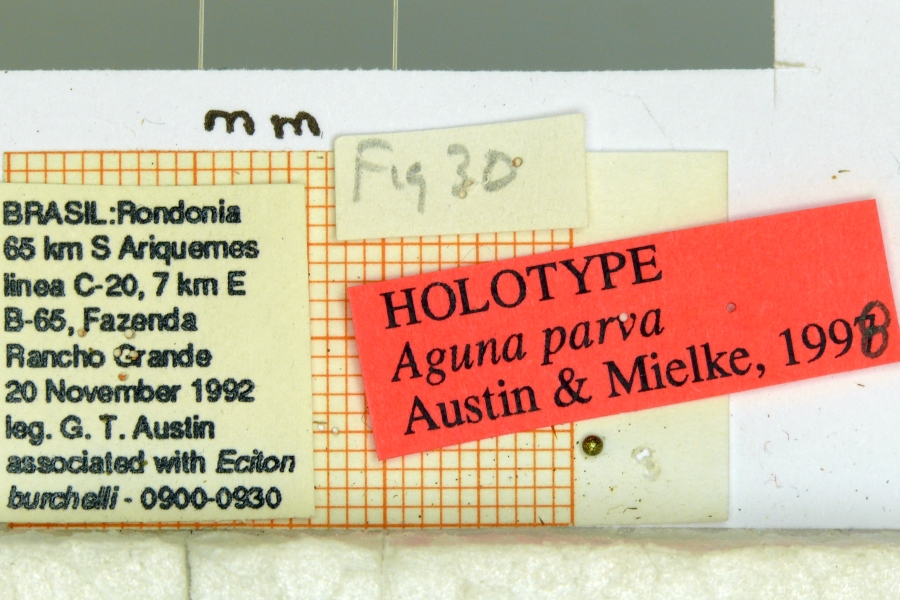 mm
Fig 30
BRASIL:Rondonia
65 km S Ariquemes
linea C-20, 7 km E
B-65, Fazenda
Rancho Grande
20 November 1992
leg. G. T. Austin
associated with Eciton
burchelli - 0900-0930
HOLOTYPE
Aguna parva
Austin & Mielke, 1998